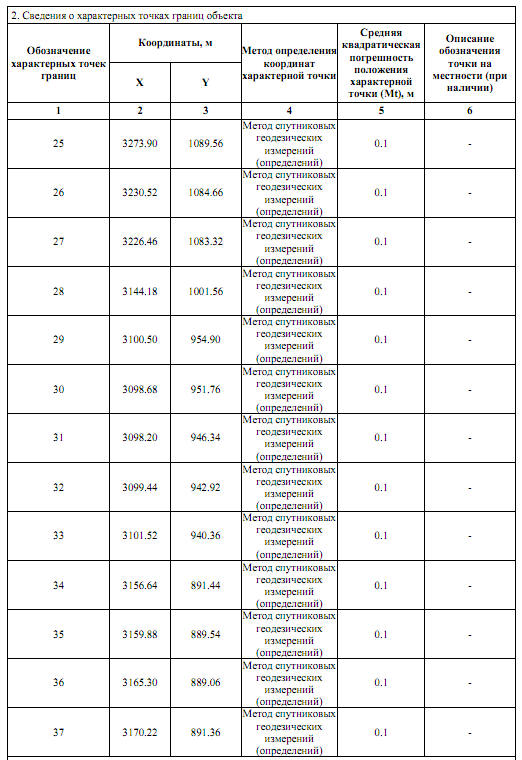 2. Сведения о характерных точках границ объекта
Обозначение характерных точек границ | Координаты, м | Метод определения координат характерной точки | Средняя квадратическая погрешность положения характерной точки (Mt), м | Описание обозначения точки на местности (при наличии)
X | Y
1 | 2 | 3 | 4 | 5 | 6
25 | 3273.90 | 1089.56 | Метод спутниковых геодезических измерений (определений) | 0.1 | -
26 | 3230.52 | 1084.66 | Метод спутниковых геодезических измерений (определений) | 0.1 | -
27 | 3226.46 | 1083.32 | Метод спутниковых геодезических измерений (определений) | 0.1 | -
28 | 3144.18 | 1001.56 | Метод спутниковых геодезических измерений (определений) | 0.1 | -
29 | 3100.50 | 954.90 | Метод спутниковых геодезических измерений (определений) | 0.1 | -
30 | 3098.68 | 951.76 | Метод спутниковых геодезических измерений (определений) | 0.1 | -
31 | 3098.20 | 946.34 | Метод спутниковых геодезических измерений (определений) | 0.1 | -
32 | 3099.44 | 942.92 | Метод спутниковых геодезических измерений (определений) | 0.1 | -
33 | 3101.52 | 940.36 | Метод спутниковых геодезических измерений (определений) | 0.1 | -
34 | 3156.64 | 891.44 | Метод спутниковых геодезических измерений (определений) | 0.1 | -
35 | 3159.88 | 889.54 | Метод спутниковых геодезических измерений (определений) | 0.1 | -
36 | 3165.30 | 889.06 | Метод спутниковых геодезических измерений (определений) | 0.1 | -
37 | 3170.22 | 891.36 | Метод спутниковых геодезических измерений (определений) | 0.1 | -